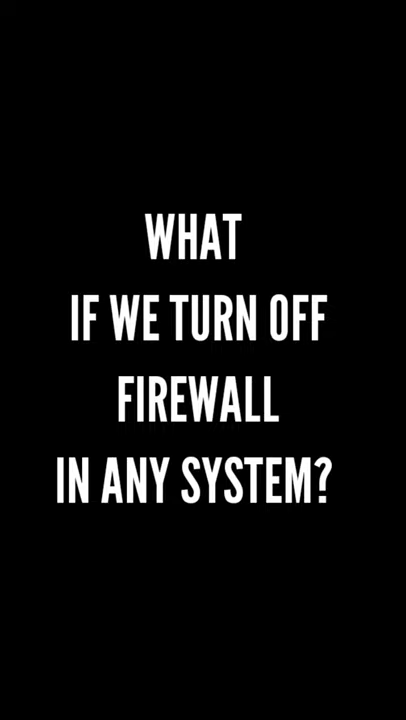 WHAT
IF WE TURN OFF
FIREWALL
IN ANY SYSTEM?